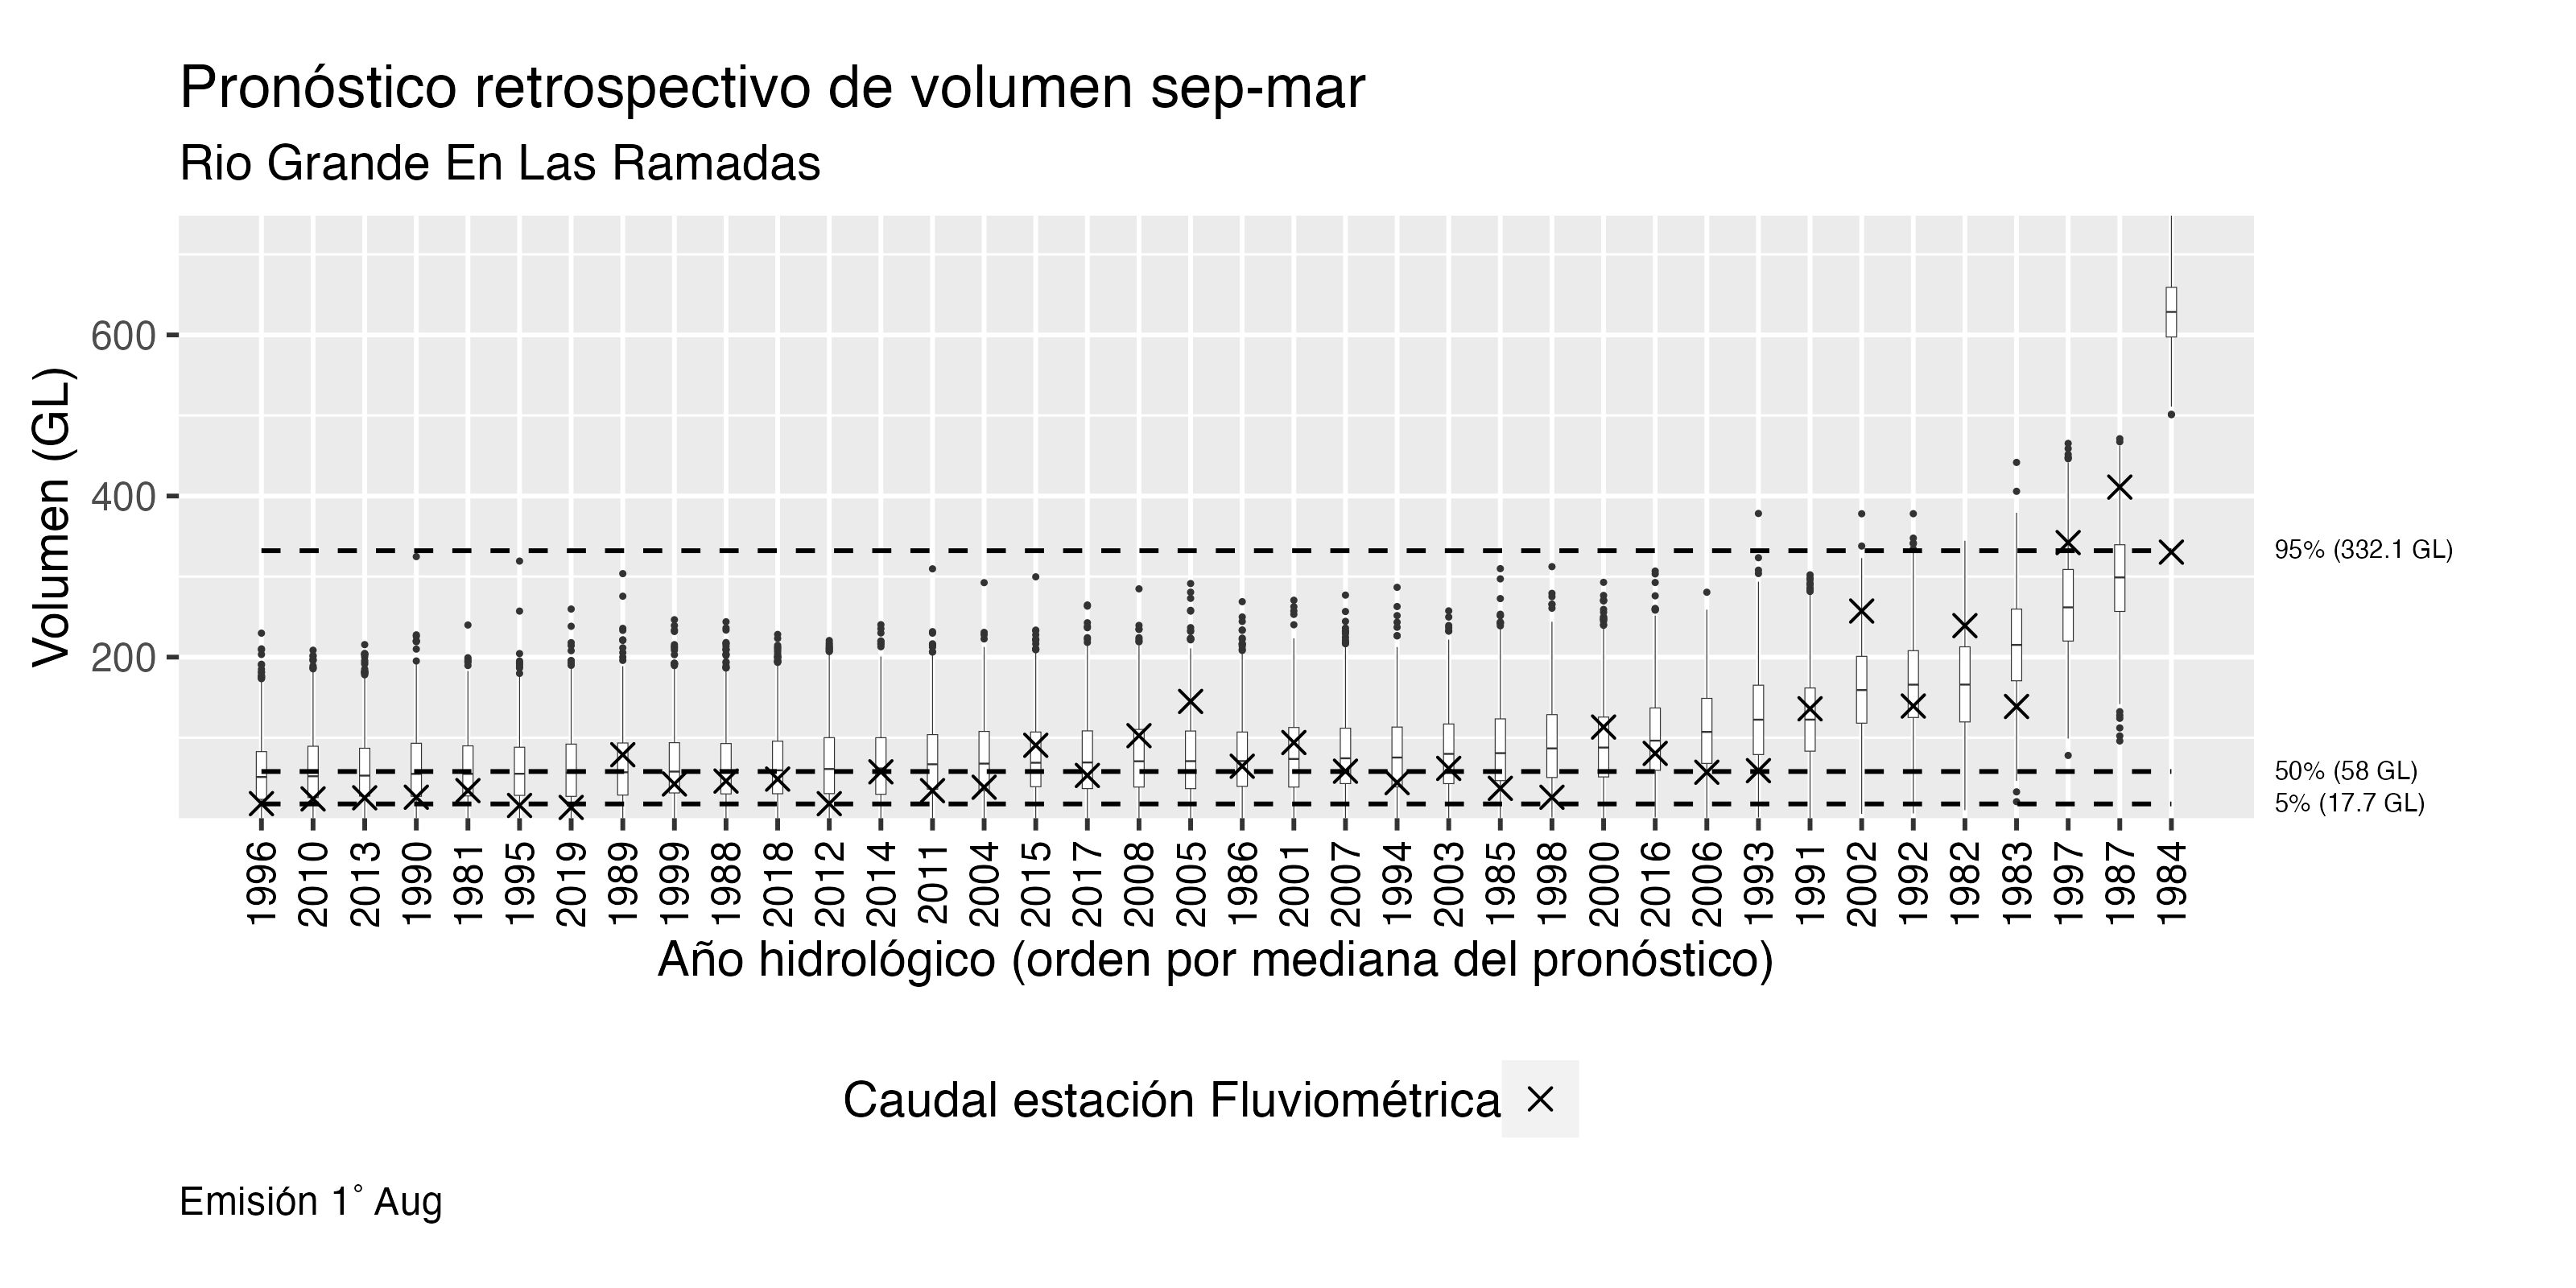 Pronóstico retrospectivo de volumen sep-mar
Rio Grande En Las Ramadas
Volumen (GL)
600
400
200
95% (332.1 GL)
50% (58 GL)
5% (17.7 GL)
1996 2010 2013 1990 1981 1995 2019 1989 1999 1988 2018 2012 2014 2011 2004 2015 2017 2008 2005 1986 2001 2007 1994 2003 1985 1998 2000 2016 2006 1993 1991 2002 1992 1982 1983 1997 1987 1984
Año hidrológico (orden por mediana del pronóstico)
Caudal estación Fluviométrica
Emisión 1° Aug